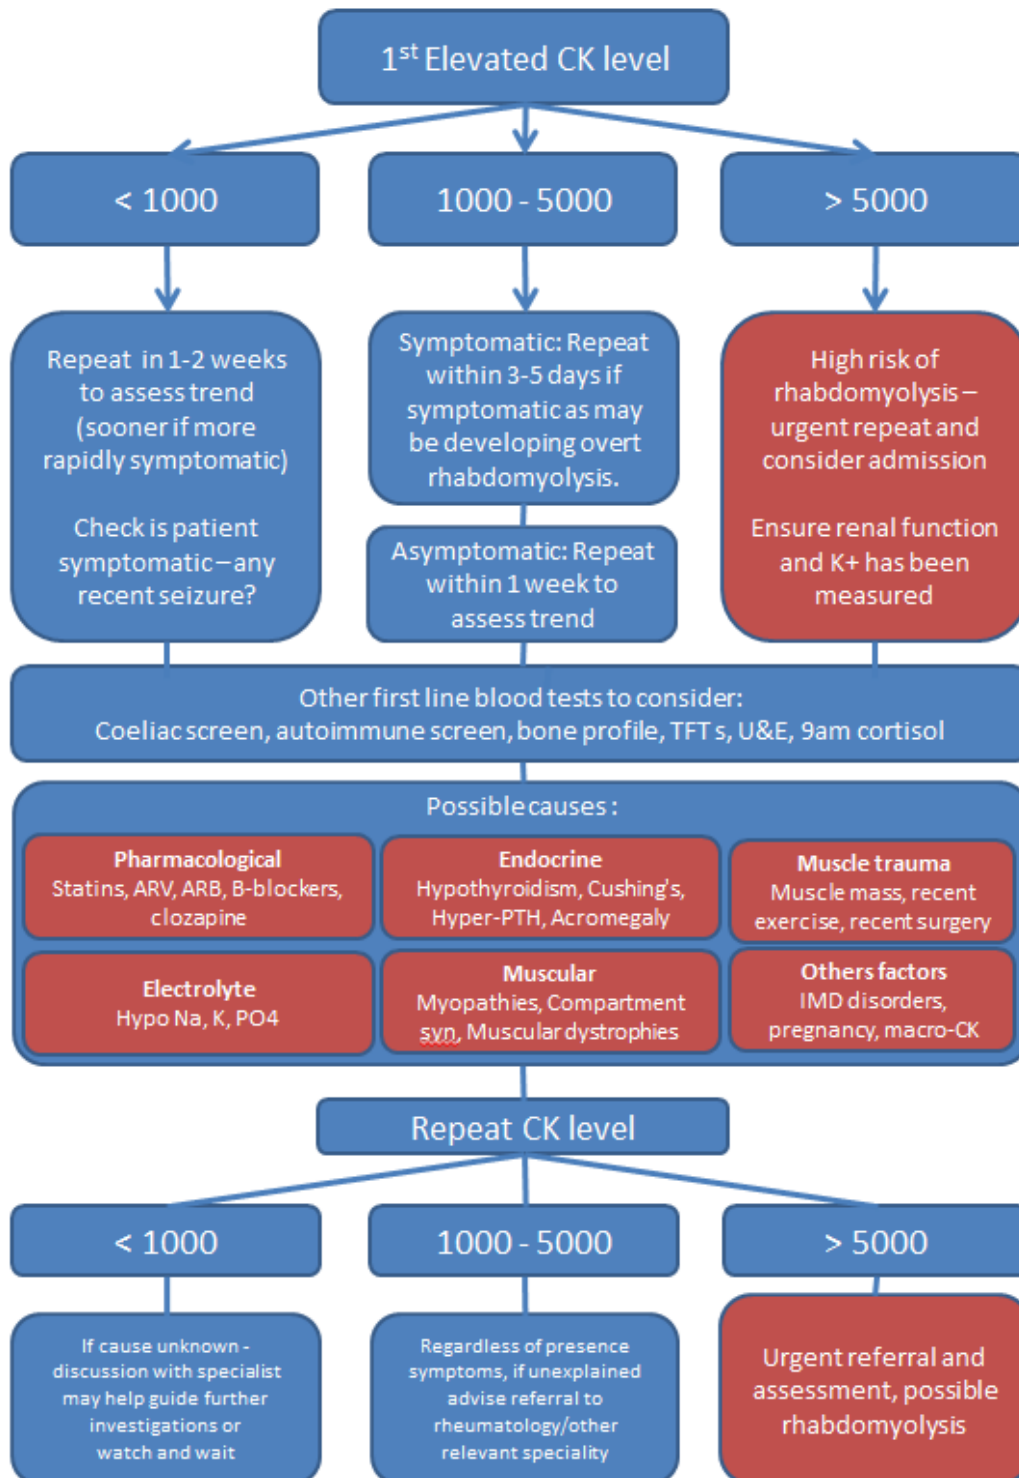 1st Elevated CK level
< 1000
1000 - 5000
> 5000
Repeat in 1-2 weeks
to assess trend
(sooner if more
rapidly symptomatic)
Check is patient
symptomatic – any
recent seizure?
Symptomatic: Repeat
within 3-5 days if
symptomatic as may
be developing overt
rhabdomyolysis.
Asymptomatic: Repeat
within 1 week to
assess trend
High risk of
rhabdomyolysis –
urgent repeat and
consider admission
Ensure renal function
and K+ has been
measured
Other first line blood tests to consider:
Coeliac screen, autoimmune screen, bone profile, TFT s, U&E, 9am cortisol
Possible causes :
Pharmacological
Statins, ARV, ARB, B-blockers,
clozapine
Endocrine
Hypothyroidism, Cushing's,
Hyper-PTH, Acromegaly
Muscle trauma
Muscle mass, recent
exercise, recent surgery
Electrolyte
Hypo Na, K, PO4
Muscular
Myopathies, Compartment
syn, Muscular dystrophies
Others factors
IMD disorders,
pregnancy, macro-CK
Repeat CK level
< 1000
1000 - 5000
> 5000
If cause unknown -
discussion with specialist
may help guide further
investigations or
watch and wait
Regardless of presence
symptoms, if unexplained
advise referral to
rheumatology/other
relevant speciality
Urgent referral and
assessment, possible
rhabdomyolysis